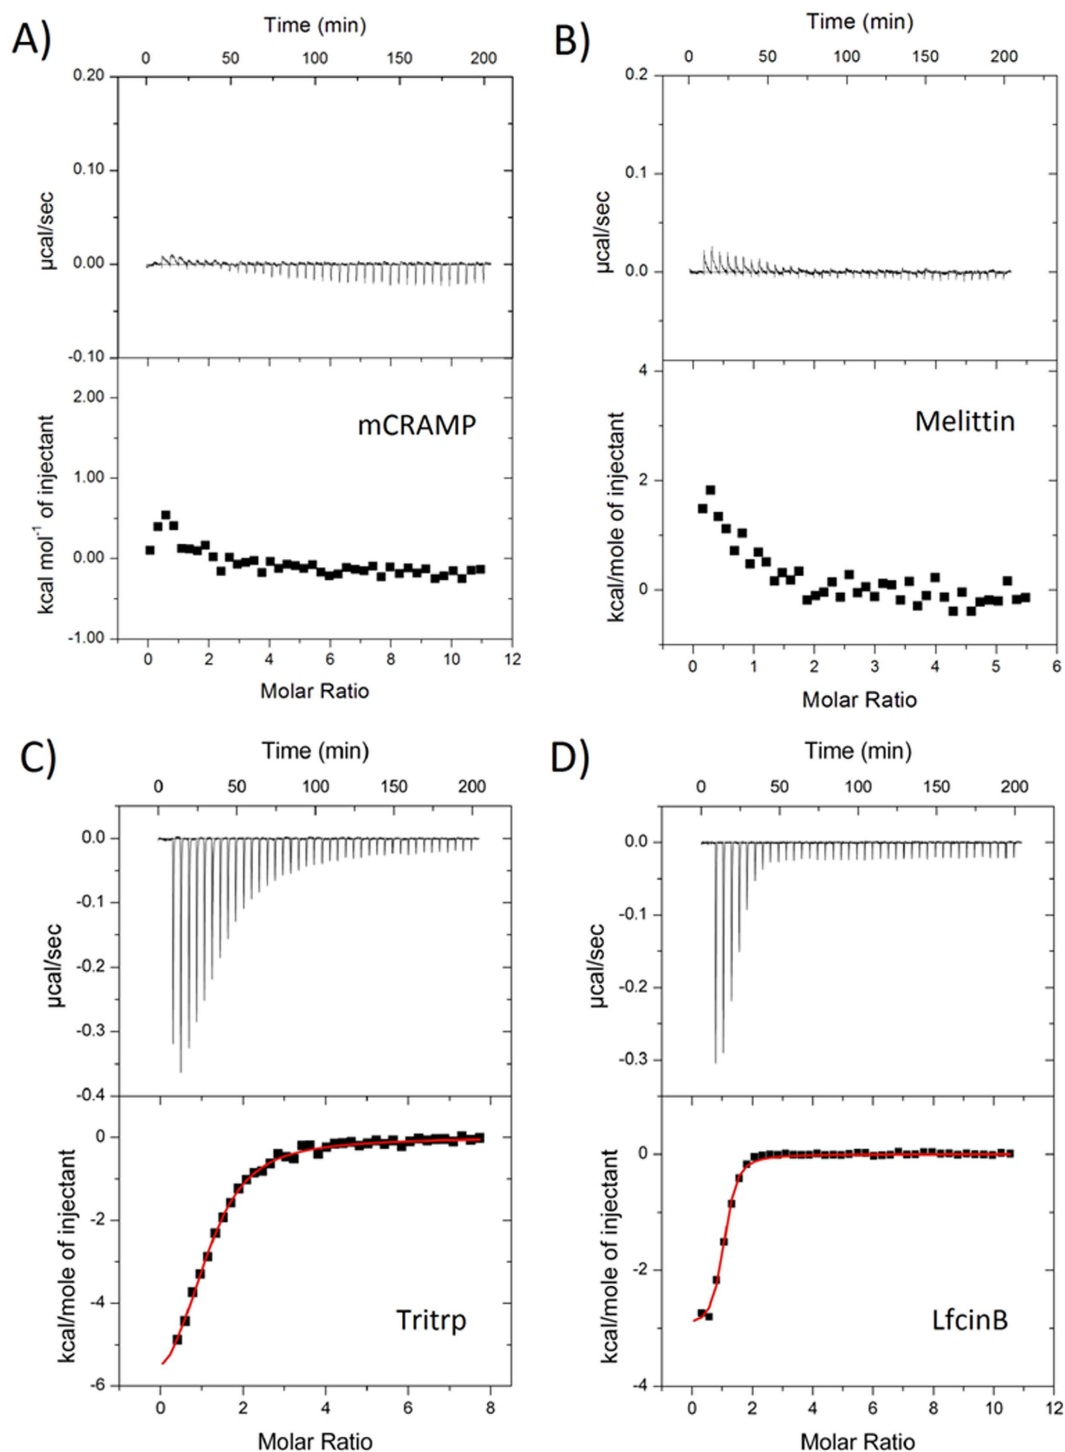 A)
Time (min)
0 50 100 150 200
0.20
0.10
0.00
-0.10
µcal/sec
2.00
1.00
0.00
-1.00
kcal mol⁻¹ of injectant
mCRAMP
0 2 4 6 8 10 12
Molar Ratio
B)
Time (min)
0 50 100 150 200
0.2
0.1
0.0
µcal/sec
4
2
0
kcal/mole of injectant
Melittin
0 1 2 3 4 5 6
Molar Ratio
C)
Time (min)
0 50 100 150 200
0.0
-0.1
-0.2
-0.3
-0.4
µcal/sec
0
-2
-4
-6
kcal/mole of injectant
Tritrp
0 2 4 6 8
Molar Ratio
D)
Time (min)
0 50 100 150 200
0.0
-0.1
-0.2
-0.3
µcal/sec
0
-2
-4
kcal/mole of injectant
LfcinB
0 2 4 6 8 10 12
Molar Ratio